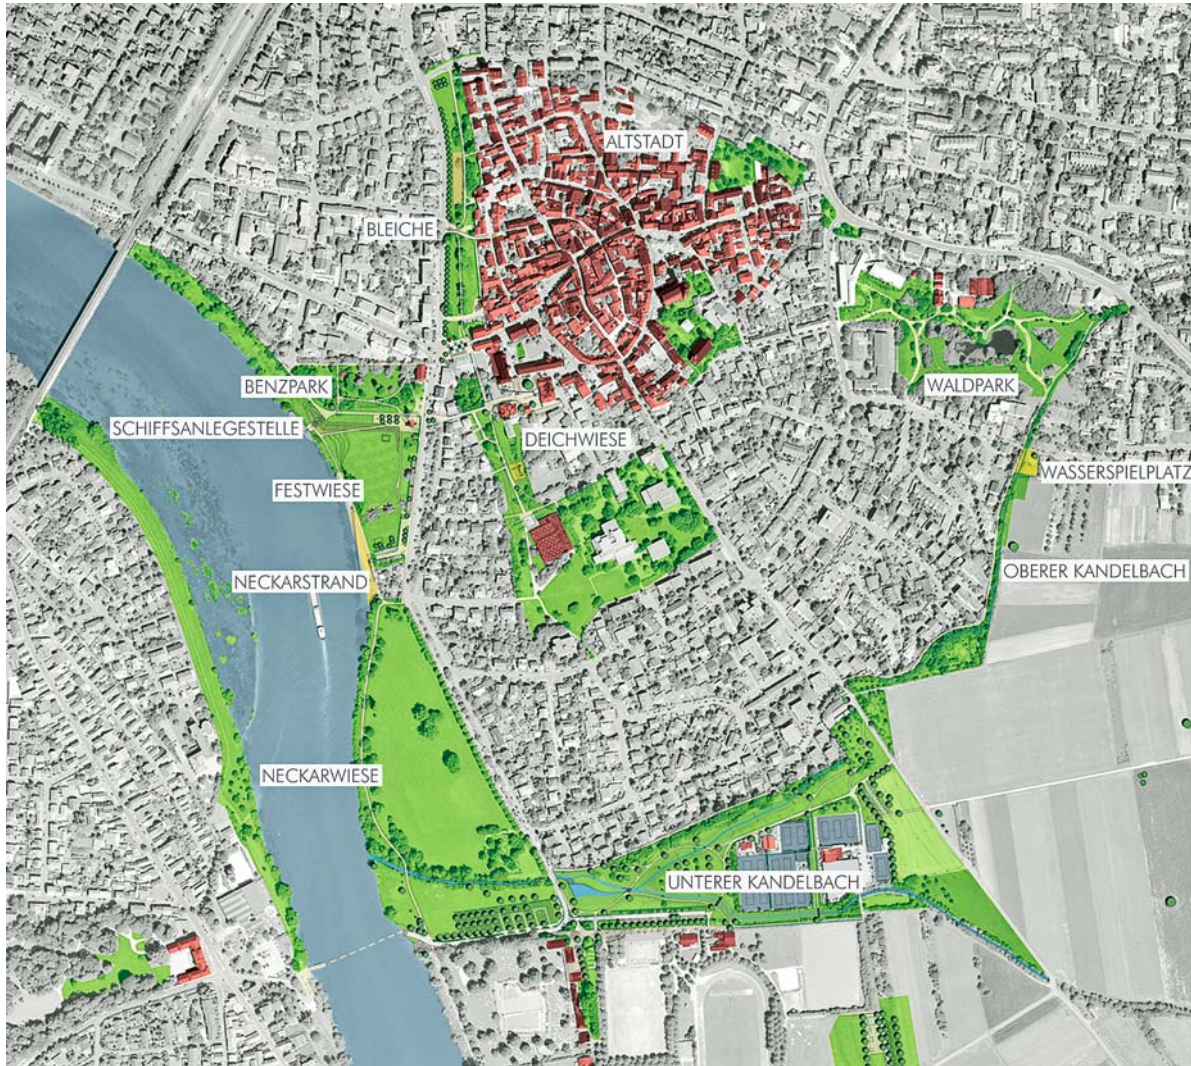 ALTSTADT
BLEICHE
BENZPARK
WALDPARK
SCHIFFSANLEGESTELLE
DEICHWIESE
WASSERSPIELPLATZ
FESTWIESE
OBERER KANDELBACH
NECKARSTRAND
NECKARWIESE
UNTERER KANDELBACH